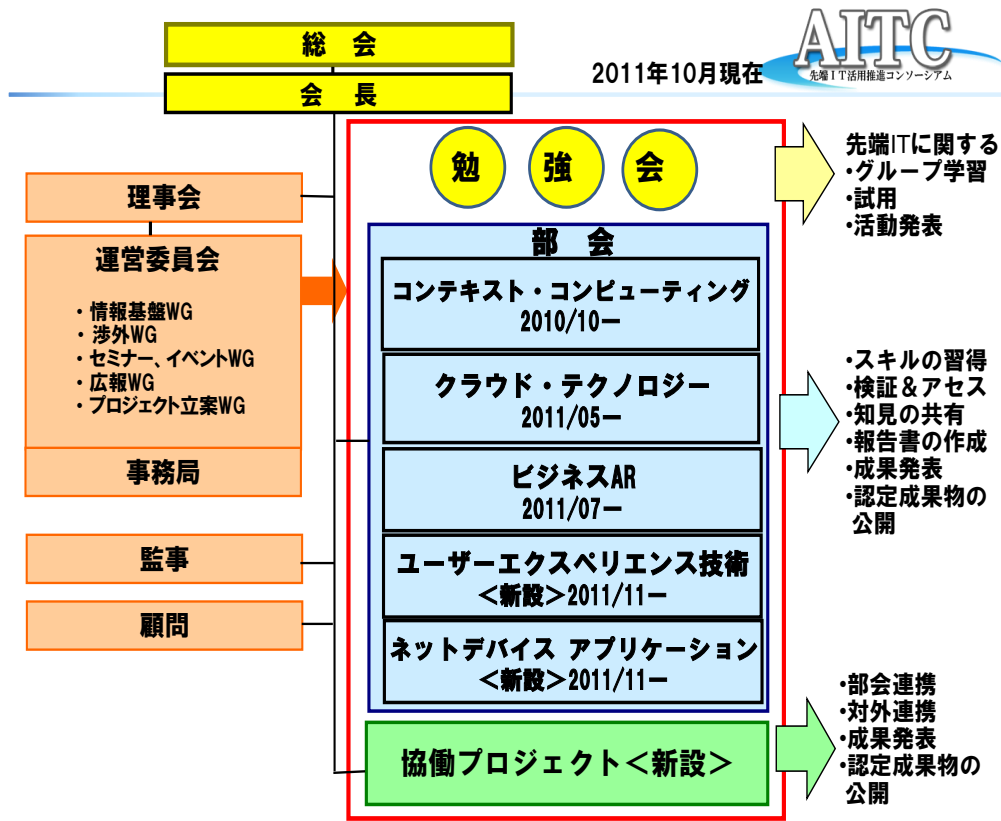 総 会
会 長
2011年10月現在
AITC
先端IT活用推進コンソーシアム
理事会
運営委員会
・情報基盤WG
・渉外WG
・セミナー、イベントWG
・広報WG
・プロジェクト立案WG
事務局
監事
顧問
勉 強 会
部 会
コンテキスト・コンピューティング
2010/10ー
クラウド・テクノロジー
2011/05ー
ビジネスAR
2011/07ー
ユーザーエクスペリエンス技術
＜新設＞2011/11ー
ネットデバイス アプリケーション
＜新設＞2011/11ー
協働プロジェクト＜新設＞
先端ITに関する
・グループ学習
・試用
・活動発表
・スキルの習得
・検証＆アセス
・知見の共有
・報告書の作成
・成果発表
・認定成果物の
公開
・部会連携
・対外連携
・成果発表
・認定成果物の
公開